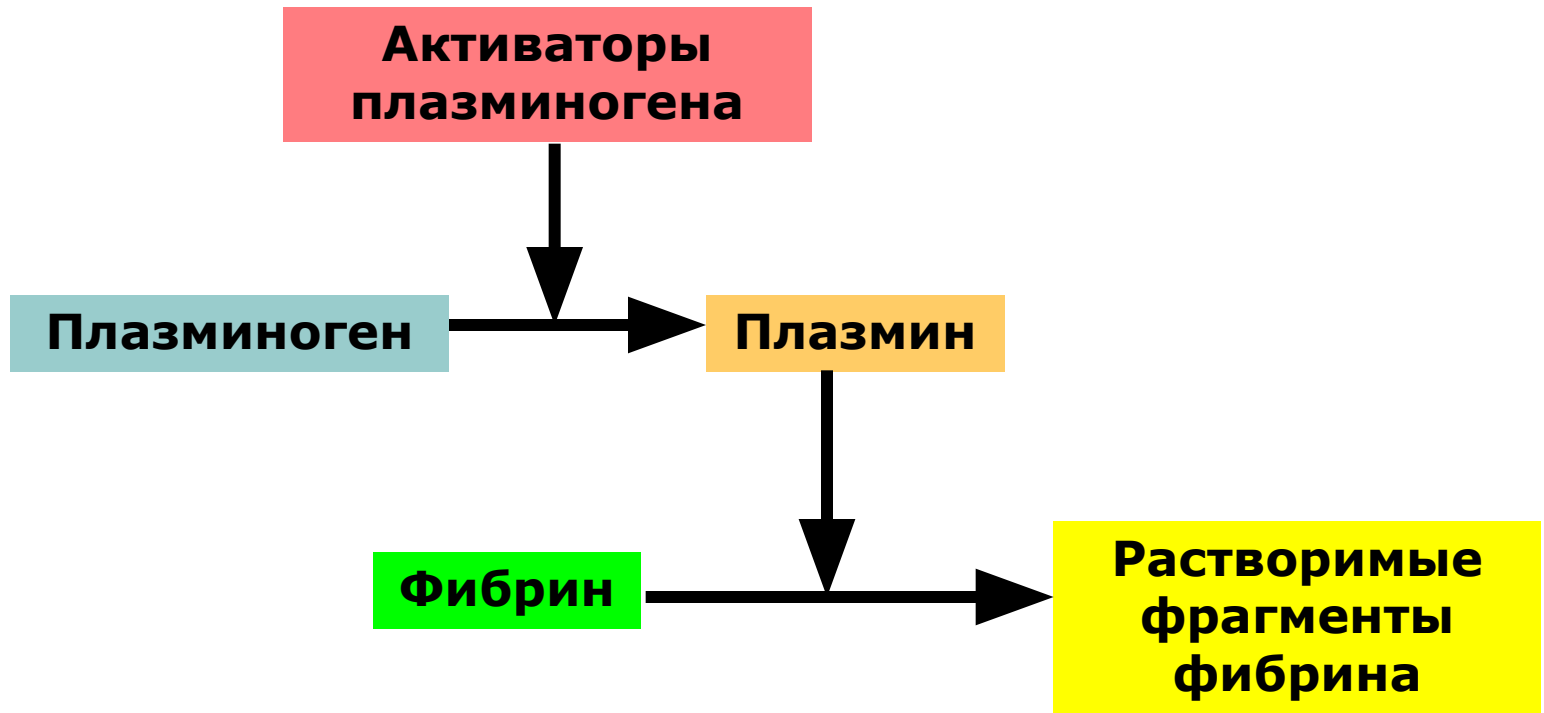 Активаторы
плазминогена
Плазминоген
Плазмин
Фибрин
Растворимые
фрагменты
фибрина